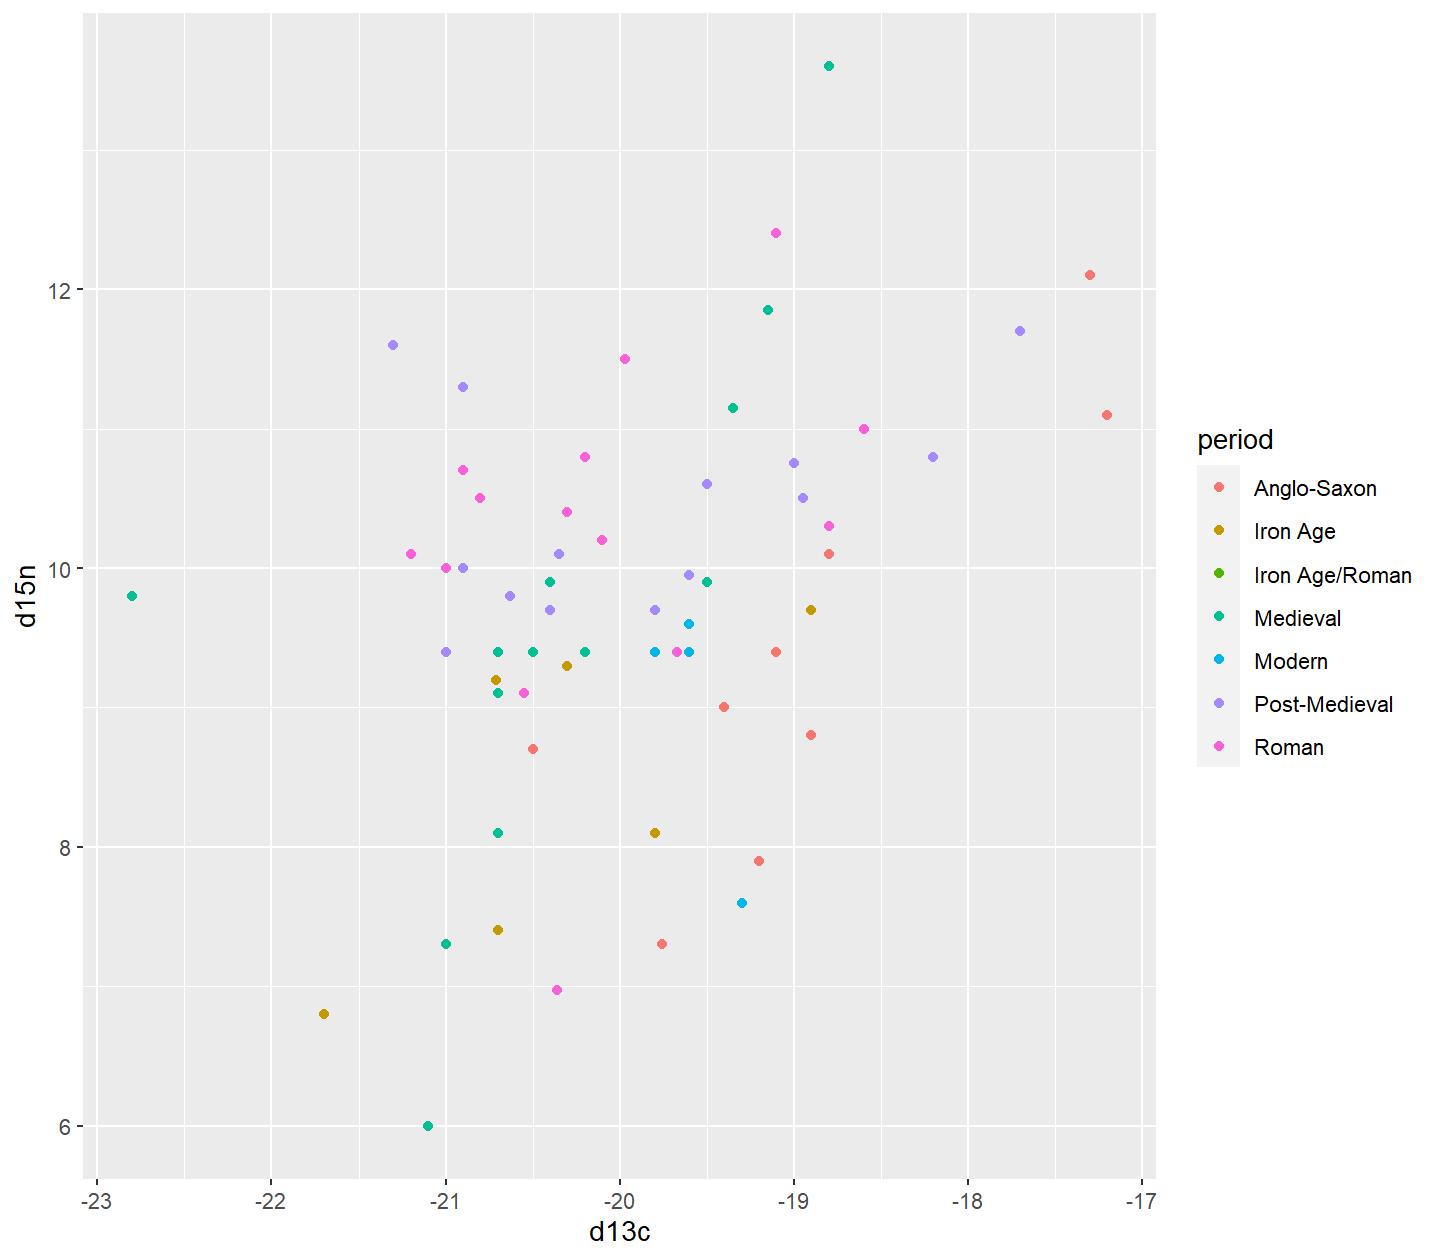 12
10
8
6
d15n
-23
-22
-21
-20
-19
-18
-17
d13c
period
Anglo-Saxon
Iron Age
Iron Age/Roman
Medieval
Modern
Post-Medieval
Roman